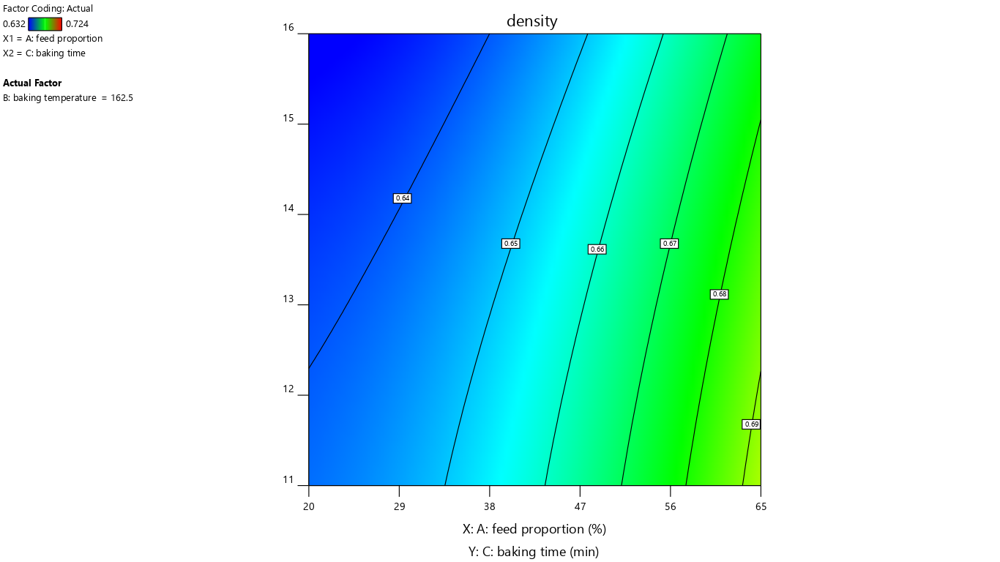 Factor Coding: Actual
0.632 0.724
X1 = A: feed proportion
X2 = C: baking time
Actual Factor
B: baking temperature = 162.5
density
16
15
0.64
14
0.65
0.67
0.66
0.68
13
12
0.69
11
20 29 38 47 56 65
X: A: feed proportion (%)
Y: C: baking time (min)